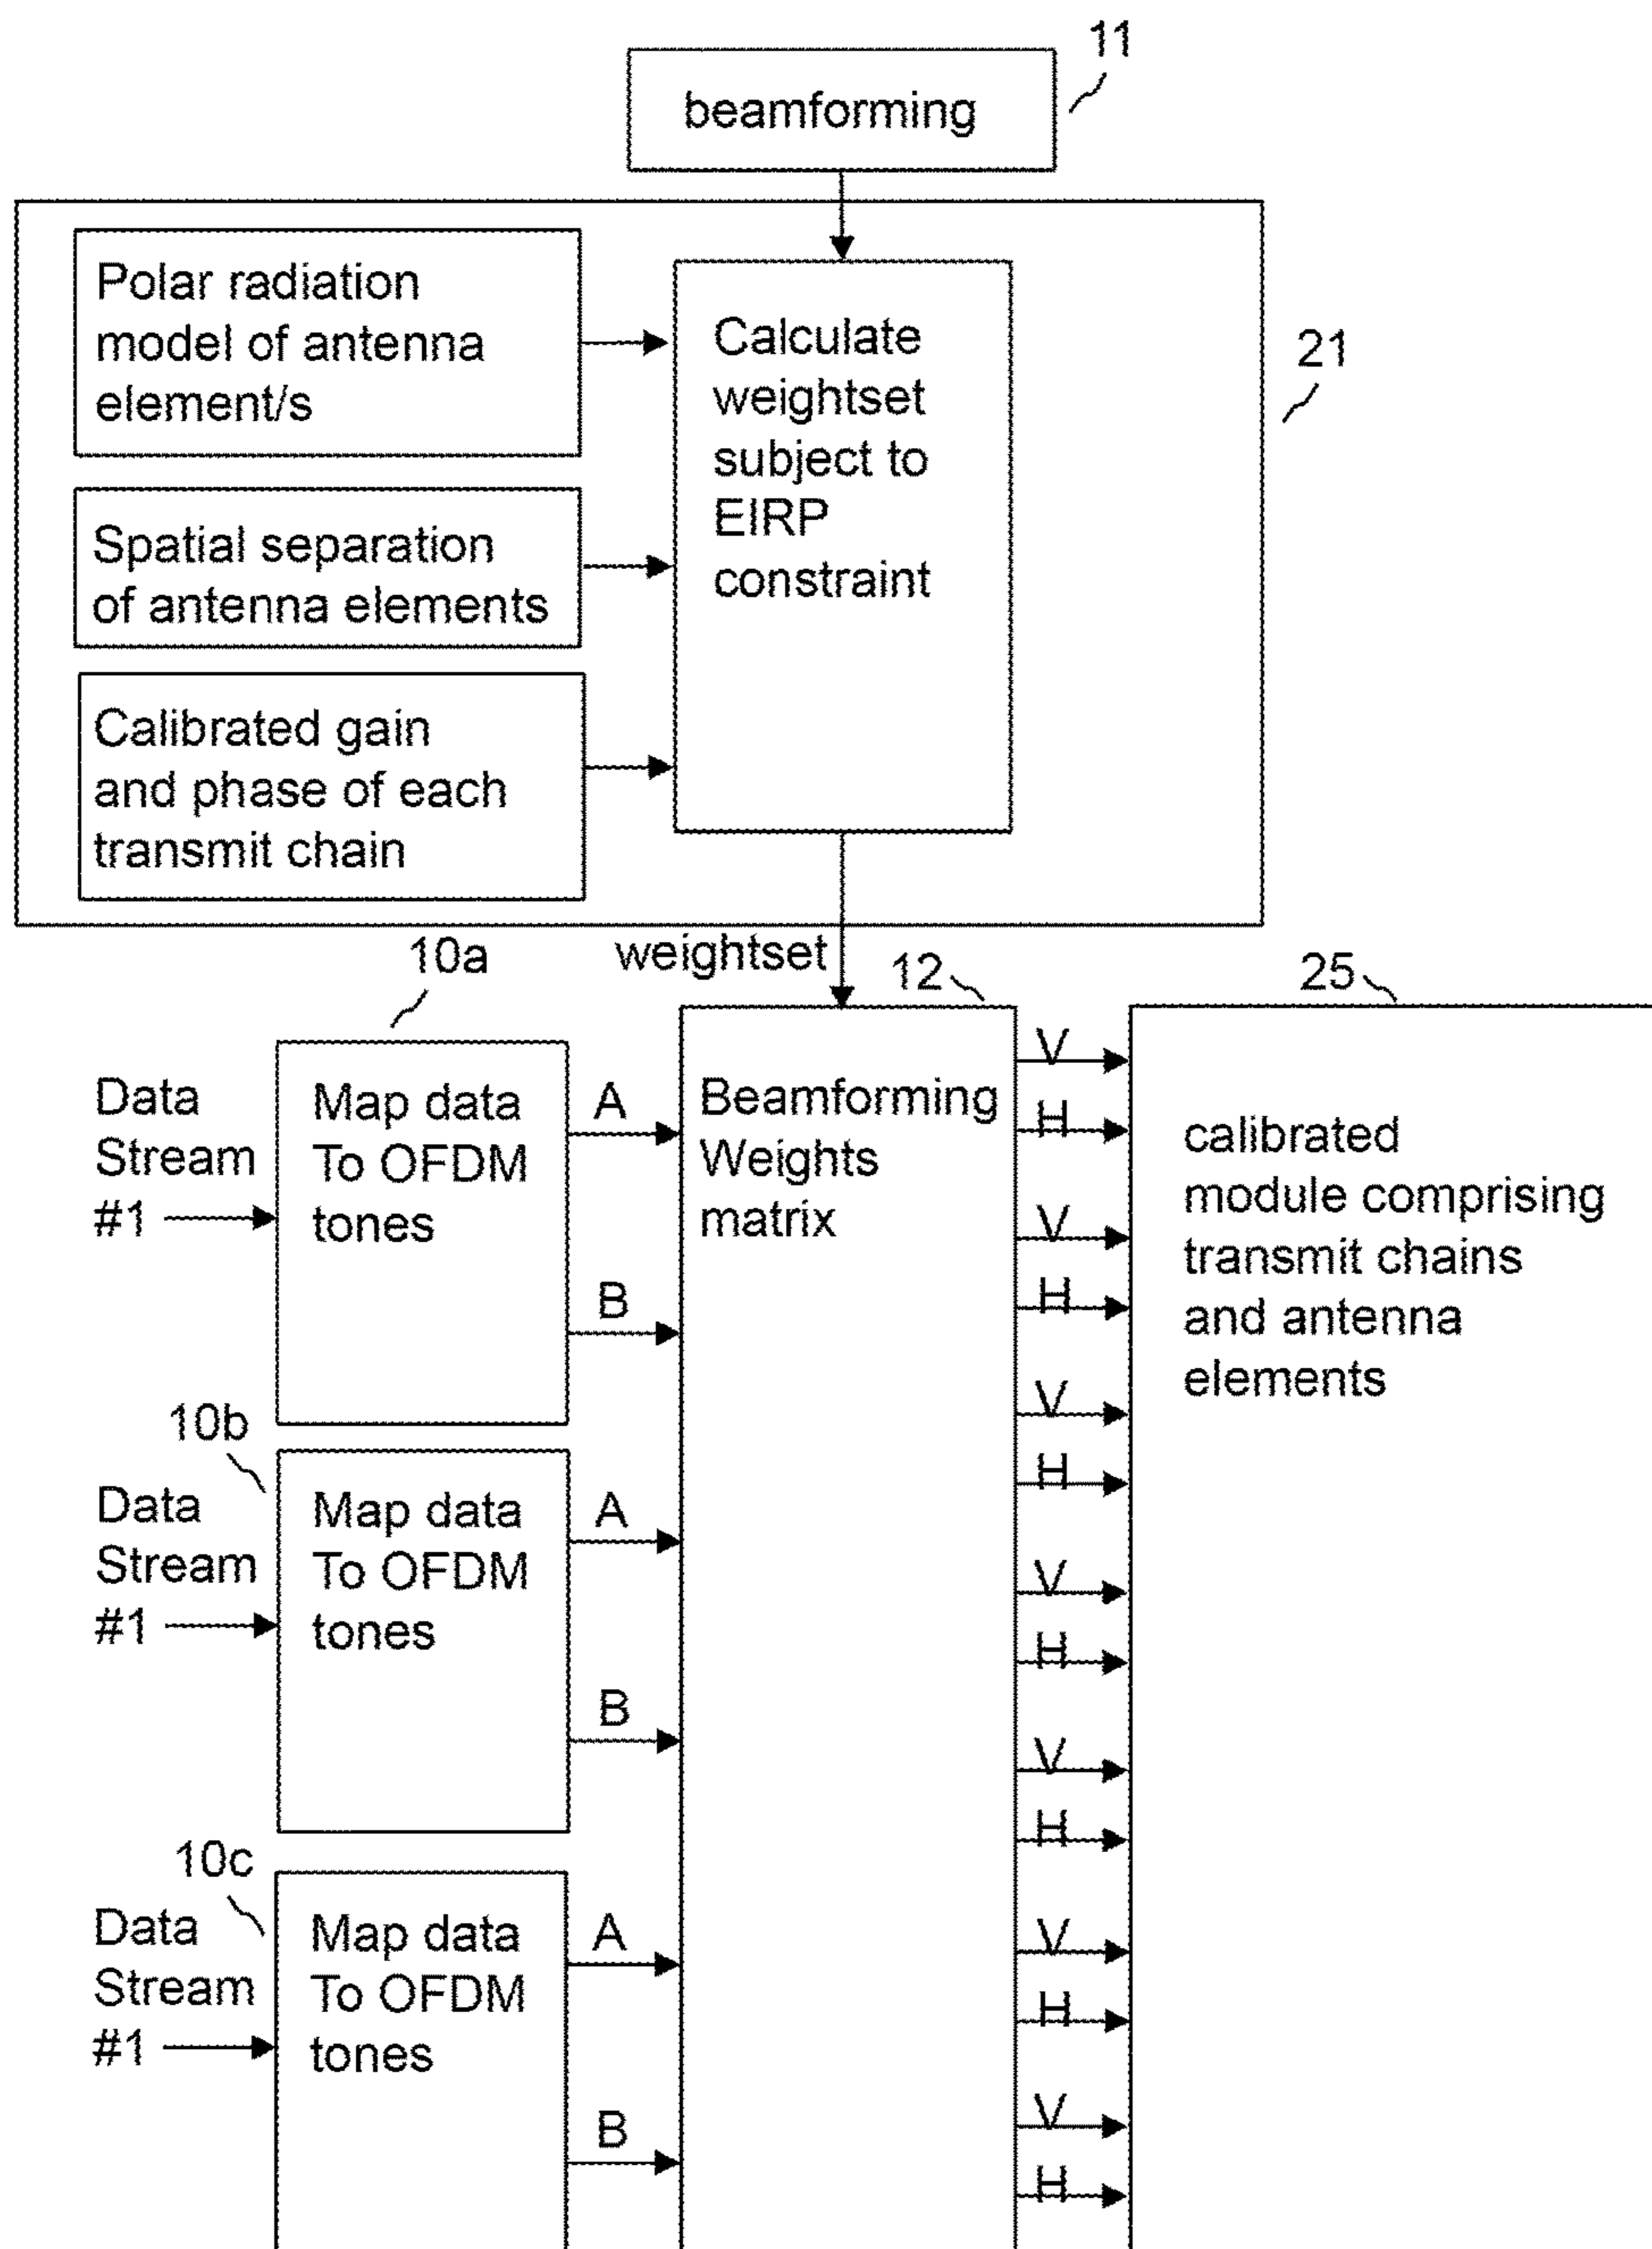 11
beamforming
Polar radiation
model of antenna
element/s
Calculate
weightset
subject to
EIRP
constraint
21
Spatial separation
of antenna elements
Calibrated gain
and phase of each
transmit chain
weightset
10a
12
25
Data
Stream
#1
Map data
To OFDM
tones
A
B
Beamforming
Weights
matrix
V
H
V
H
V
H
V
H
V
H
V
H
V
H
calibrated
module comprising
transmit chains
and antenna
elements
10b
Data
Stream
#1
Map data
To OFDM
tones
A
B
10c
Data
Stream
#1
Map data
To OFDM
tones
A
B